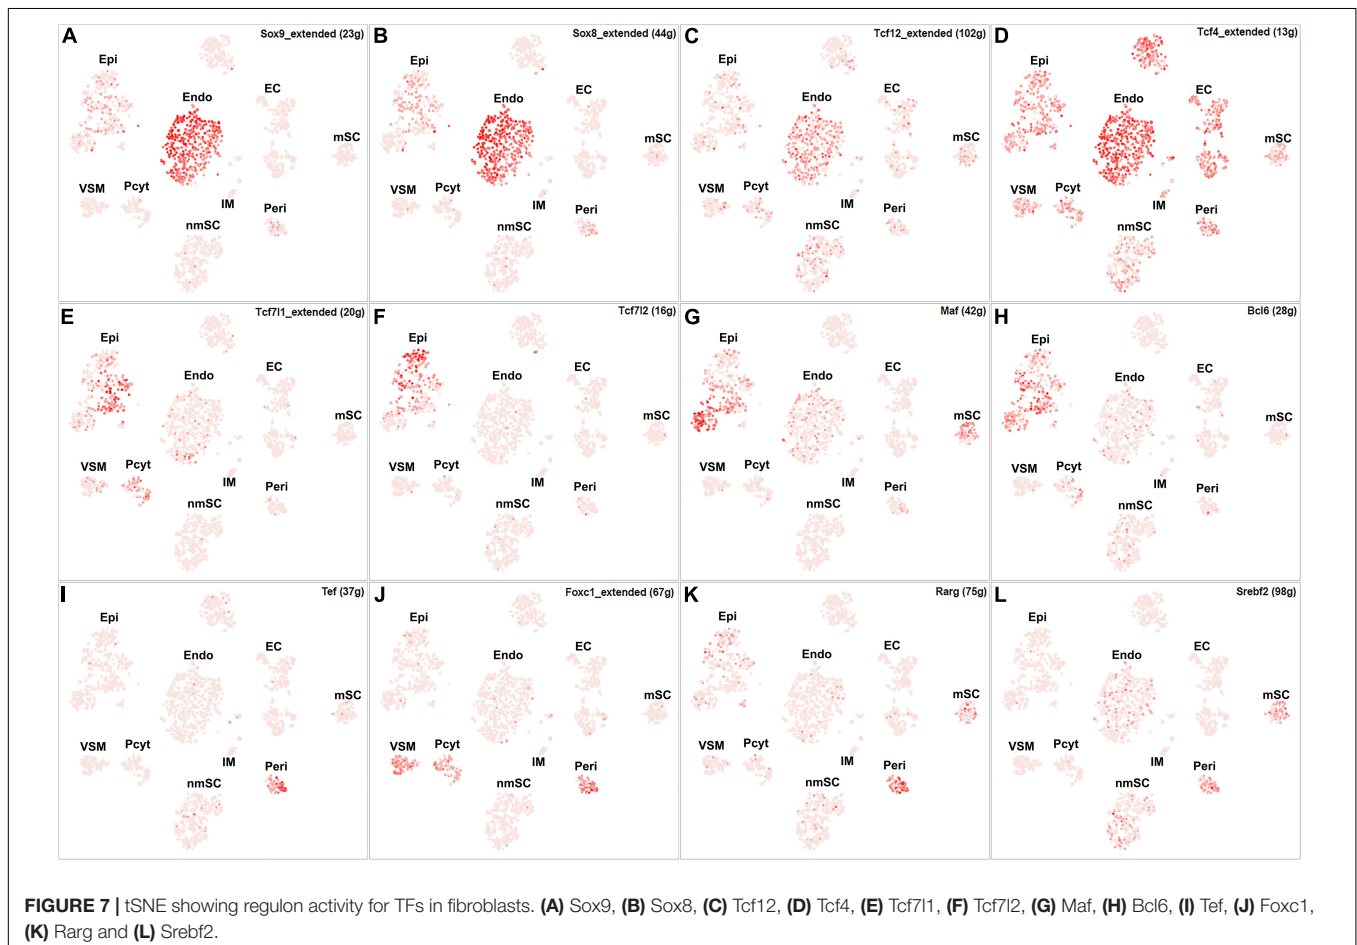 A Sox9_extended (23g)
Epi
Endo
EC
mSC
VSM Pcyt
IM
Peri
nmSC
B Sox8_extended (44g)
Epi
Endo
EC
mSC
VSM Pcyt
IM
Peri
nmSC
C Tcf12_extended (102g)
Epi
Endo
EC
mSC
VSM Pcyt
IM
Peri
nmSC
D Tcf4_extended (13g)
Epi
Endo
EC
mSC
VSM Pcyt
IM
Peri
nmSC
E Tcf7l1_extended (20g)
Epi
Endo
EC
mSC
VSM Pcyt
IM
Peri
nmSC
F Tcf7l2 (16g)
Epi
Endo
EC
mSC
VSM Pcyt
IM
Peri
nmSC
G Maf (42g)
Epi
Endo
EC
mSC
VSM Pcyt
IM
Peri
nmSC
H Bcl6 (28g)
Epi
Endo
EC
mSC
VSM Pcyt
IM
Peri
nmSC
I Tef (37g)
Epi
Endo
EC
mSC
VSM Pcyt
IM
Peri
nmSC
J Foxc1_extended (67g)
Epi
Endo
EC
mSC
VSM Pcyt
IM
Peri
nmSC
K Rarg (75g)
Epi
Endo
EC
mSC
VSM Pcyt
IM
Peri
nmSC
L Srebf2 (98g)
Epi
Endo
EC
mSC
VSM Pcyt
IM
Peri
nmSC
FIGURE 7 | tSNE showing regulon activity for TFs in fibroblasts. (A) Sox9, (B) Sox8, (C) Tcf12, (D) Tcf4, (E) Tcf7l1, (F) Tcf7l2, (G) Maf, (H) Bcl6, (I) Tef, (J) Foxc1,
(K) Rarg and (L) Srebf2.